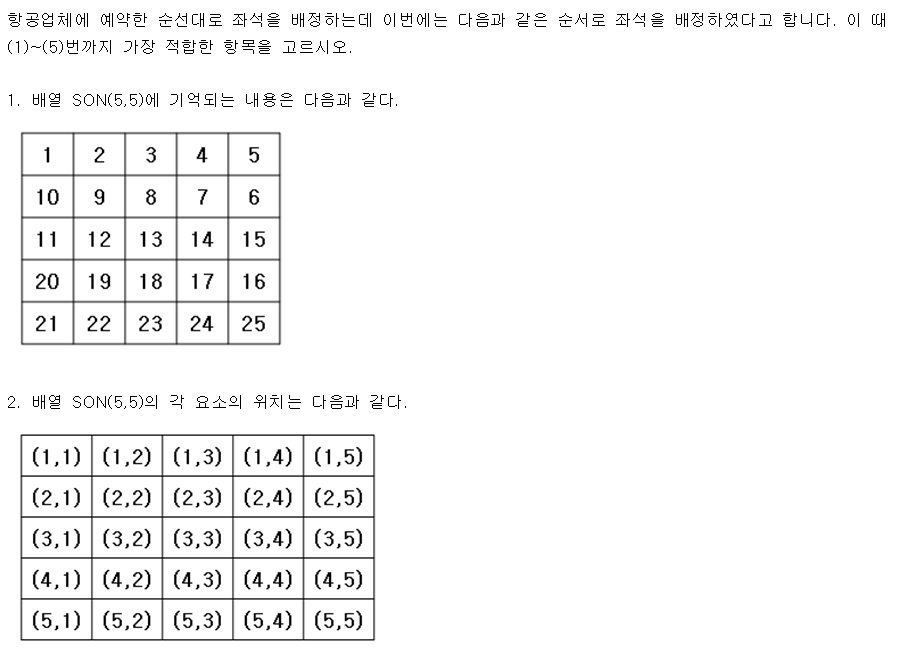 항공업체에 예약한 순선대로 좌석을 배정하는데 이번에는 다음과 같은 순서로 좌석을 배정하였다고 합니다. 이 때
(1)~(5)번까지 가장 적합한 항목을 고르시오.
1. 배열 SON(5,5)에 기억되는 내용은 다음과 같다.
1 2 3 4 5
10 9 8 7 6
11 12 13 14 15
20 19 18 17 16
21 22 23 24 25
2. 배열 SON(5,5)의 각 요소의 위치는 다음과 같다.
(1,1) (1,2) (1,3) (1,4) (1,5)
(2,1) (2,2) (2,3) (2,4) (2,5)
(3,1) (3,2) (3,3) (3,4) (3,5)
(4,1) (4,2) (4,3) (4,4) (4,5)
(5,1) (5,2) (5,3) (5,4) (5,5)